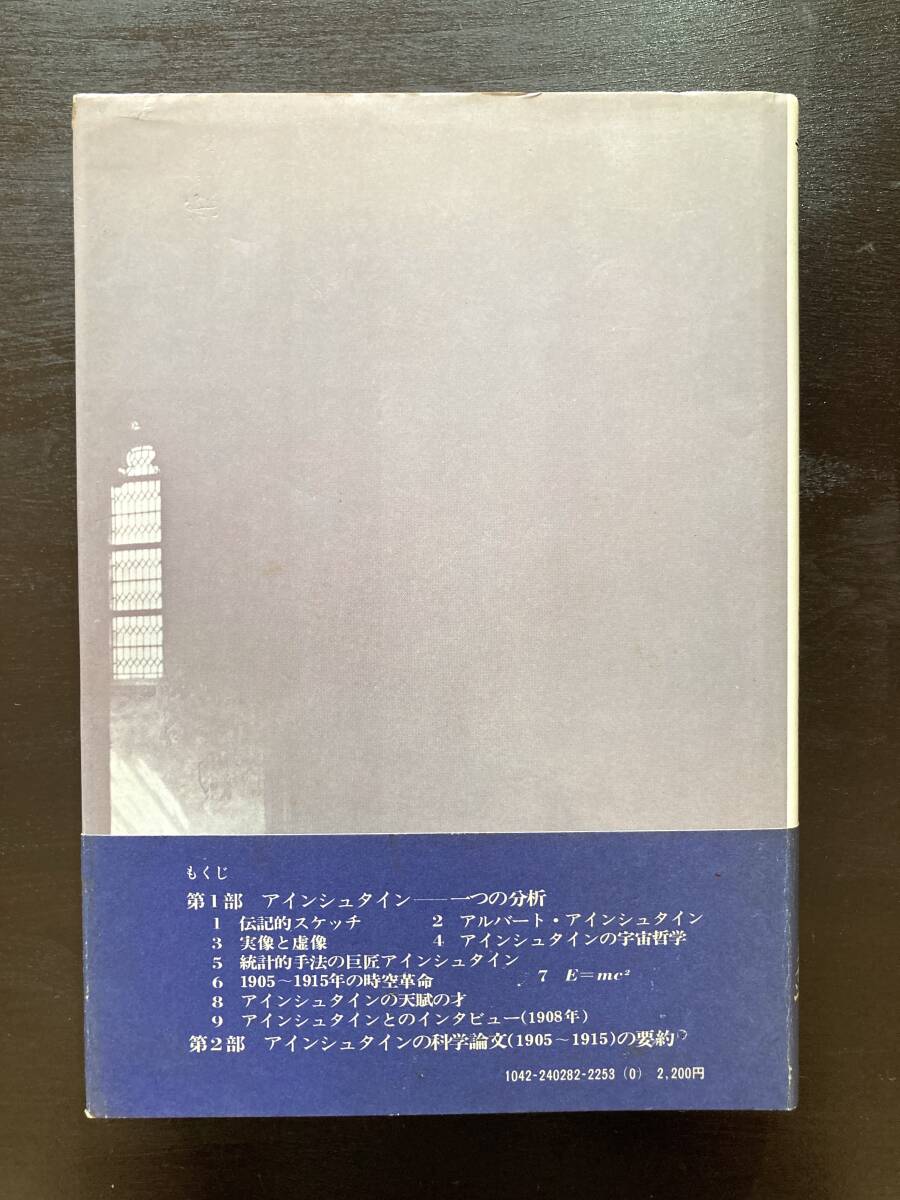 もくじ
第1部 アインシュタイン——一つの分析
1 伝記的スケッチ 2 アルバート・アインシュタイン
3 実像と虚像 4 アインシュタインの宇宙哲学
5 統計的手法の巨匠アインシュタイン
6 1905~1915年の時空革命 7 E=mc²
8 アインシュタインの天賦の才
9 アインシュタインとのインタビュー(1908年)
第2部 アインシュタインの科学論文(1905~1915)の要約
1042-240282-2253 (0) 2,200円